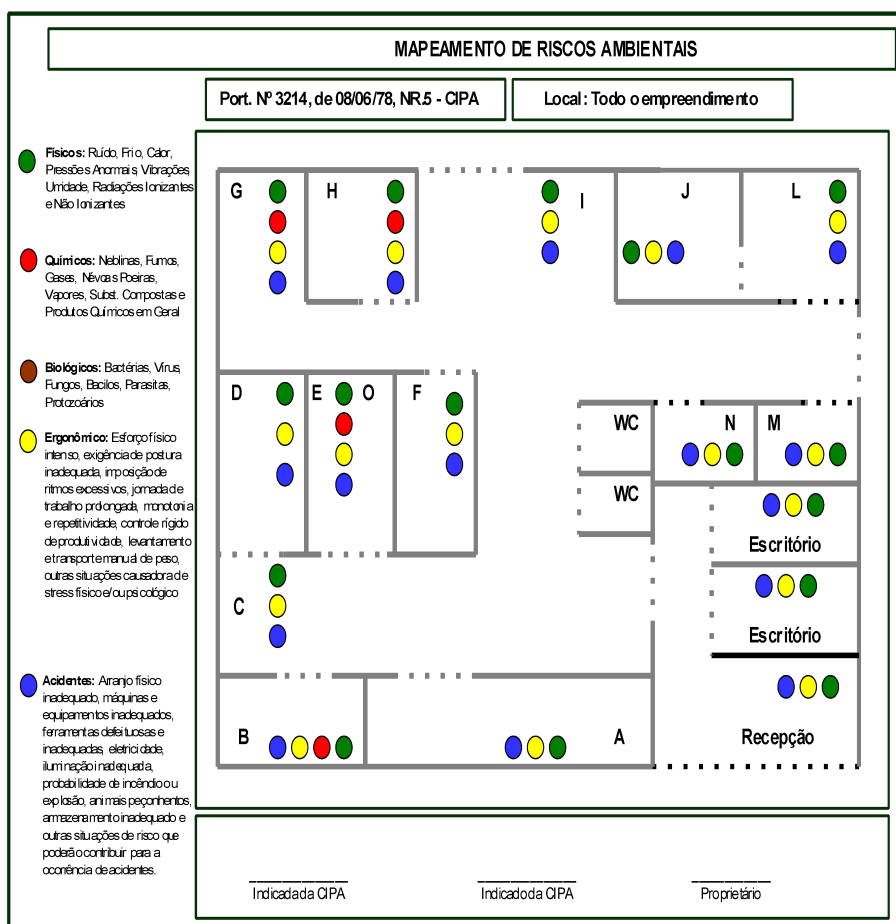 MAPEAMENTO DE RISCOS AMBIENTAIS
Port. Nº 3214, de 08/06/78, NR.5 - CIPA
Local: Todo o empreendimento
Físicos: Ruído, Frio, Calor,
Pressões Anormais, Vibrações,
Umidade, Radiações Ionizantes
e Não Ionizantes
Químicos: Neblinas, Fumos,
Gases, Névoas Poeiras,
Vapores, Subst. Compostas e
Produtos Químicos em Geral
Biológicos: Bactérias, Vírus,
Fungos, Bacilos, Parasitas,
Protozoários
Ergonômico: Esforço físico
intenso, exigência de postura
inadequada, imposição de
ritmos excessivos, jornada de
trabalho prolongada, monotonia
e repetitividade, controle rígido
de produtividade, levantamento
e transporte manual de peso,
outras situações causadora de
stress físico e/ou psicológico
Acidentes: Arranjo físico
inadequado, máquinas e
equipamentos inadequados,
ferramentas defeituosas e
inadequadas, eletricidade,
iluminação inadequada,
probabilidade de incêndio ou
explosão, animais peçonhentos,
armazenamento inadequado e
outras situações de risco que
poderão contribuir para a
ocorrência de acidentes.
G
H
I
J
L
D
E
O
F
WC
N
M
WC
Escritório
C
Escritório
B
A
Recepção
Indicada da CIPA
Indicado da CIPA
Proprietário